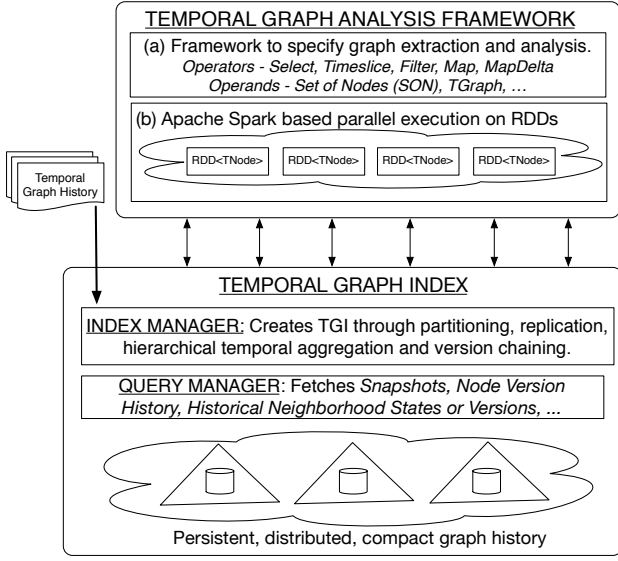 TEMPORAL GRAPH ANALYSIS FRAMEWORK
(a) Framework to specify graph extraction and analysis.
Operators - Select, Timeslice, Filter, Map, MapDelta
Operands - Set of Nodes (SON), TGraph, ...
(b) Apache Spark based parallel execution on RDDs
RDD<TNode> RDD<TNode> RDD<TNode> RDD<TNode>
Temporal
Graph History
TEMPORAL GRAPH INDEX
INDEX MANAGER: Creates TGI through partitioning, replication,
hierarchical temporal aggregation and version chaining.
QUERY MANAGER: Fetches Snapshots, Node Version
History, Historical Neighborhood States or Versions, ...
Persistent, distributed, compact graph history